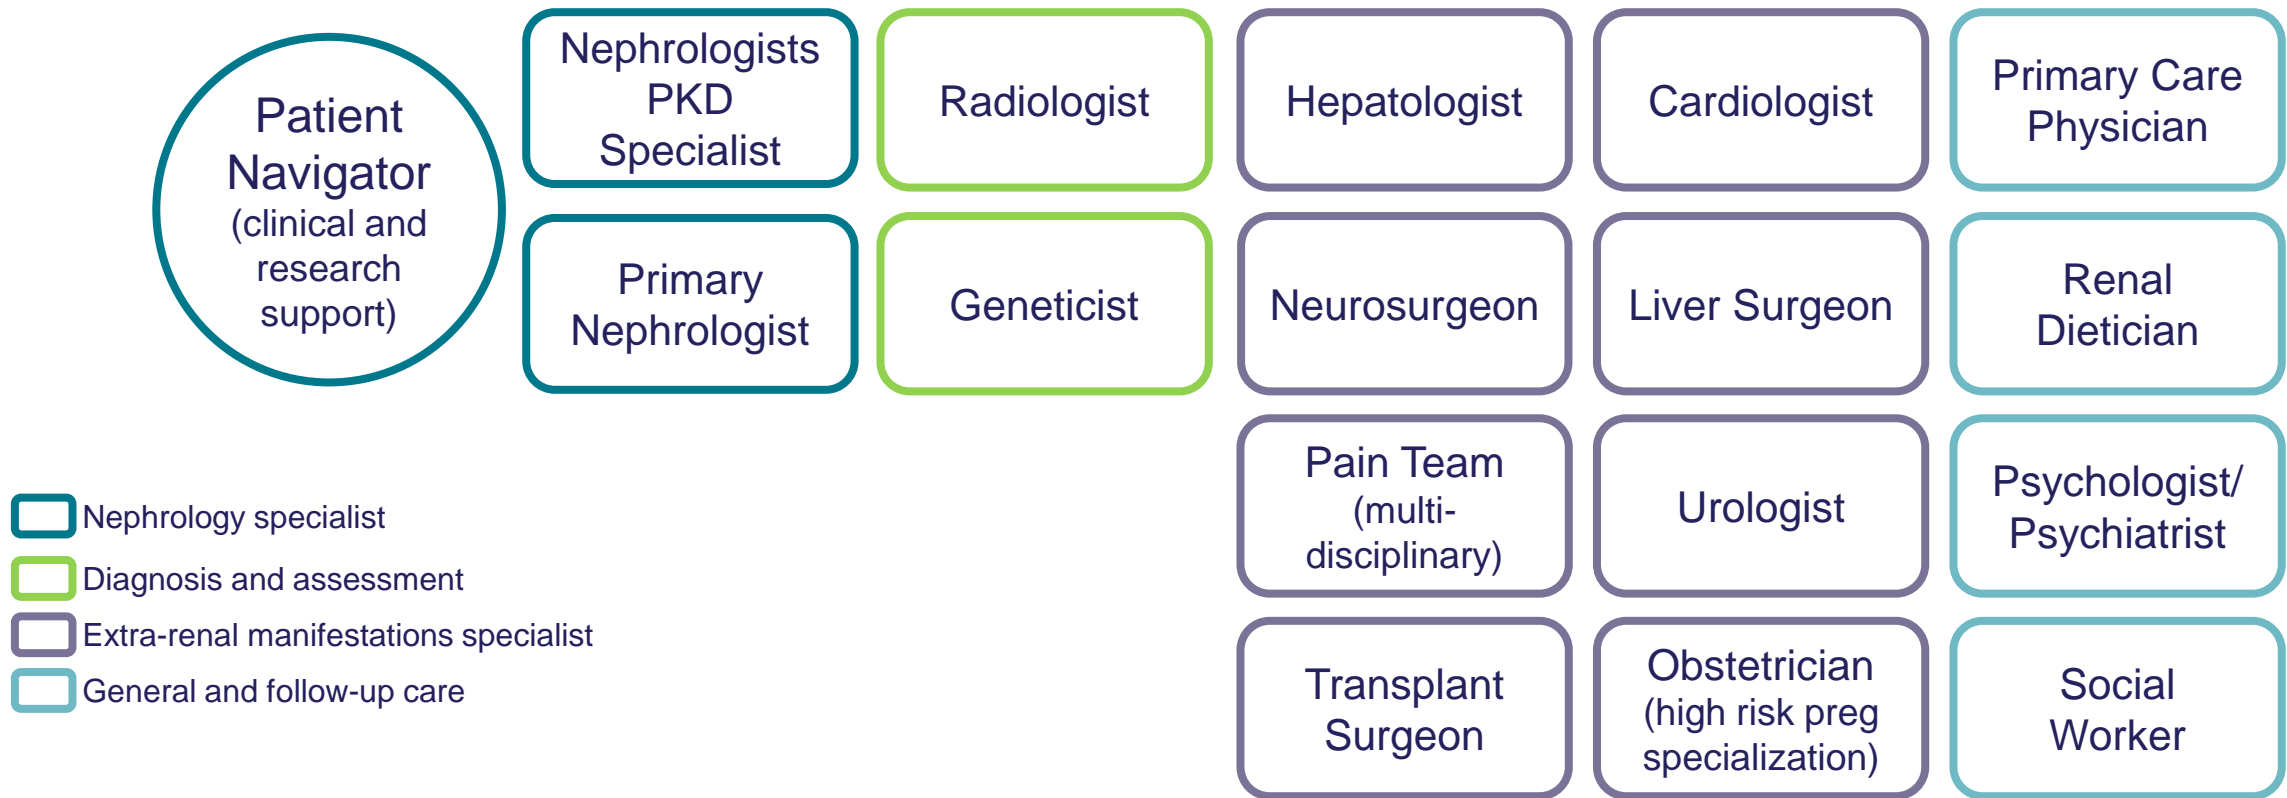 Patient
Navigator
(clinical and
research
support)
Nephrologists
PKD
Specialist
Radiologist
Hepatologist
Cardiologist
Primary Care
Physician
Primary
Nephrologist
Geneticist
Neurosurgeon
Liver Surgeon
Renal
Dietician
Pain Team
(multi-
disciplinary)
Urologist
Psychologist/
Psychiatrist
Transplant
Surgeon
Obstetrician
(high risk preg
specialization)
Social
Worker
Nephrology specialist
Diagnosis and assessment
Extra-renal manifestations specialist
General and follow-up care